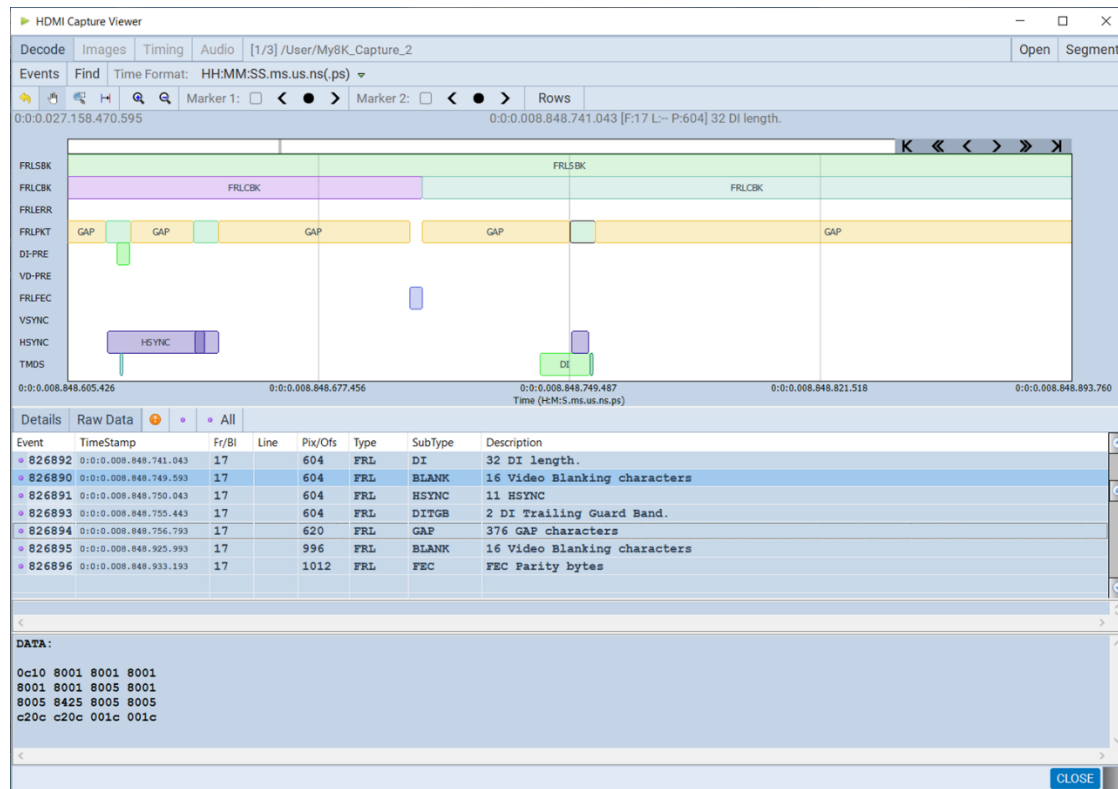 HDMI Capture Viewer
Decode Images Timing Audio [1/3] /User/My8K_Capture_2 Open Segment
Events Find Time Format: HH:MM:SS.ms.us.ns(.ps)
Marker 1: Marker 2: Rows
0:0:0.027.158.470.595 0:0:0.008.848.741.043 [F:17 L:-- P:604] 32 DI length.
FRLSBK FRLSBK
FRLCBK FRLCBK FRLCBK
FRLERR
FRLPKT GAP GAP GAP GAP GAP
DI-PRE
VD-PRE
FRLFEC
VSYNC
HSYNC HSYNC
TMDS DI
0:0:0.008.848.605.426 0:0:0.008.848.677.456 0:0:0.008.848.749.487 0:0:0.008.848.821.518 0:0:0.008.848.893.760
Time (H:M:S.ms.us.ns.ps)
Details Raw Data All
Event TimeStamp Fr/Bl Line Pix/Ofs Type SubType Description
826892 0:0:0.008.848.741.043 17 604 FRL DI 32 DI length.
826890 0:0:0.008.848.749.593 17 604 FRL BLANK 16 Video Blanking characters
826891 0:0:0.008.848.750.043 17 604 FRL HSYNC 11 HSYNC
826893 0:0:0.008.848.755.443 17 604 FRL DITGB 2 DI Trailing Guard Band.
826894 0:0:0.008.848.756.793 17 620 FRL GAP 376 GAP characters
826895 0:0:0.008.848.925.993 17 996 FRL BLANK 16 Video Blanking characters
826896 0:0:0.008.848.933.193 17 1012 FRL FEC FEC Parity bytes
DATA:
0c10 8001 8001 8001
8001 8001 8005 8001
8005 8425 8005 8005
c20c c20c 001c 001c
CLOSE